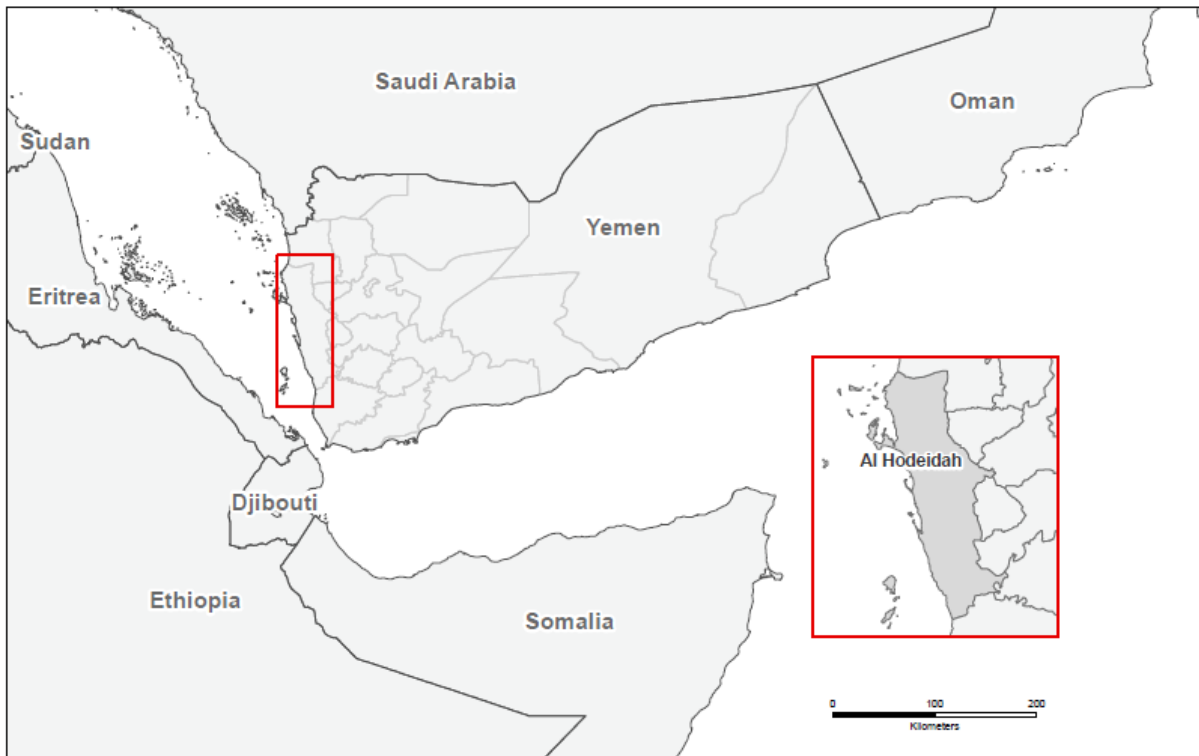 Saudi Arabia
Oman
Sudan
Yemen
Eritrea
Al Hodeidah
Djibouti
Ethiopia
Somalia
0 100 200
Kilometers